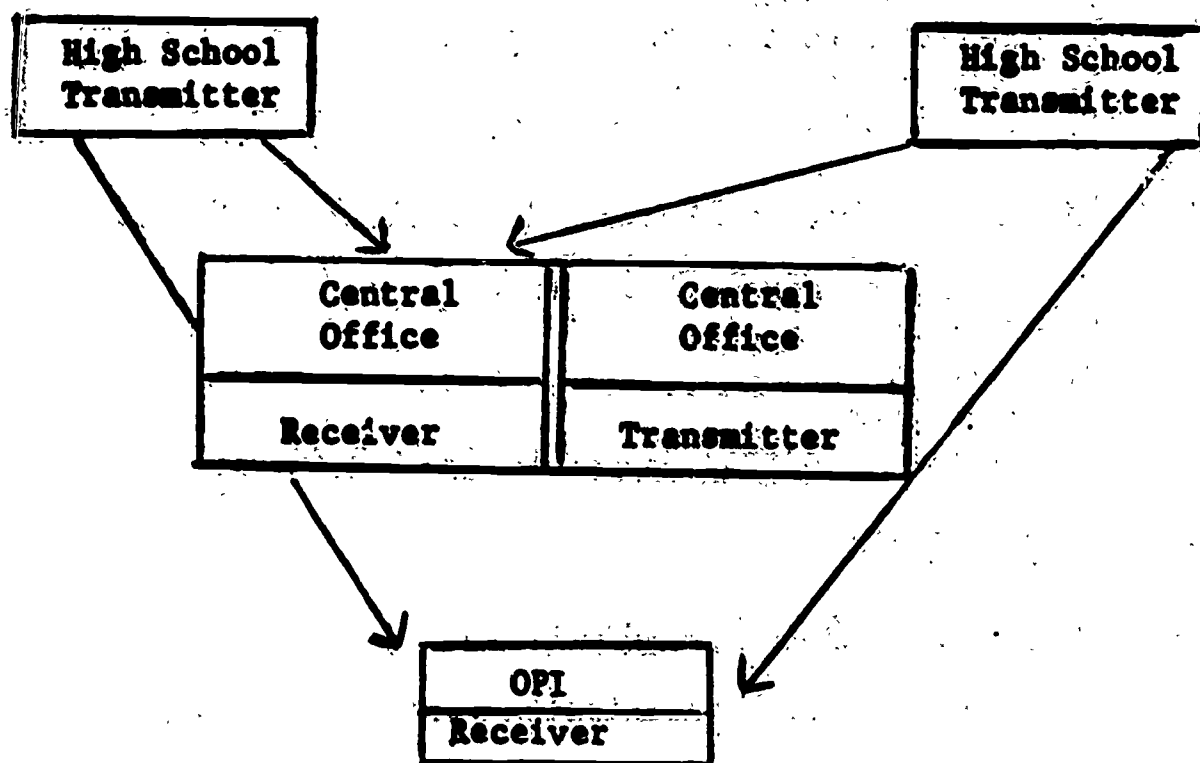 High School
Transmitter
High School
Transmitter
Central
Office
Receiver
Central
Office
Transmitter
OPI
Receiver